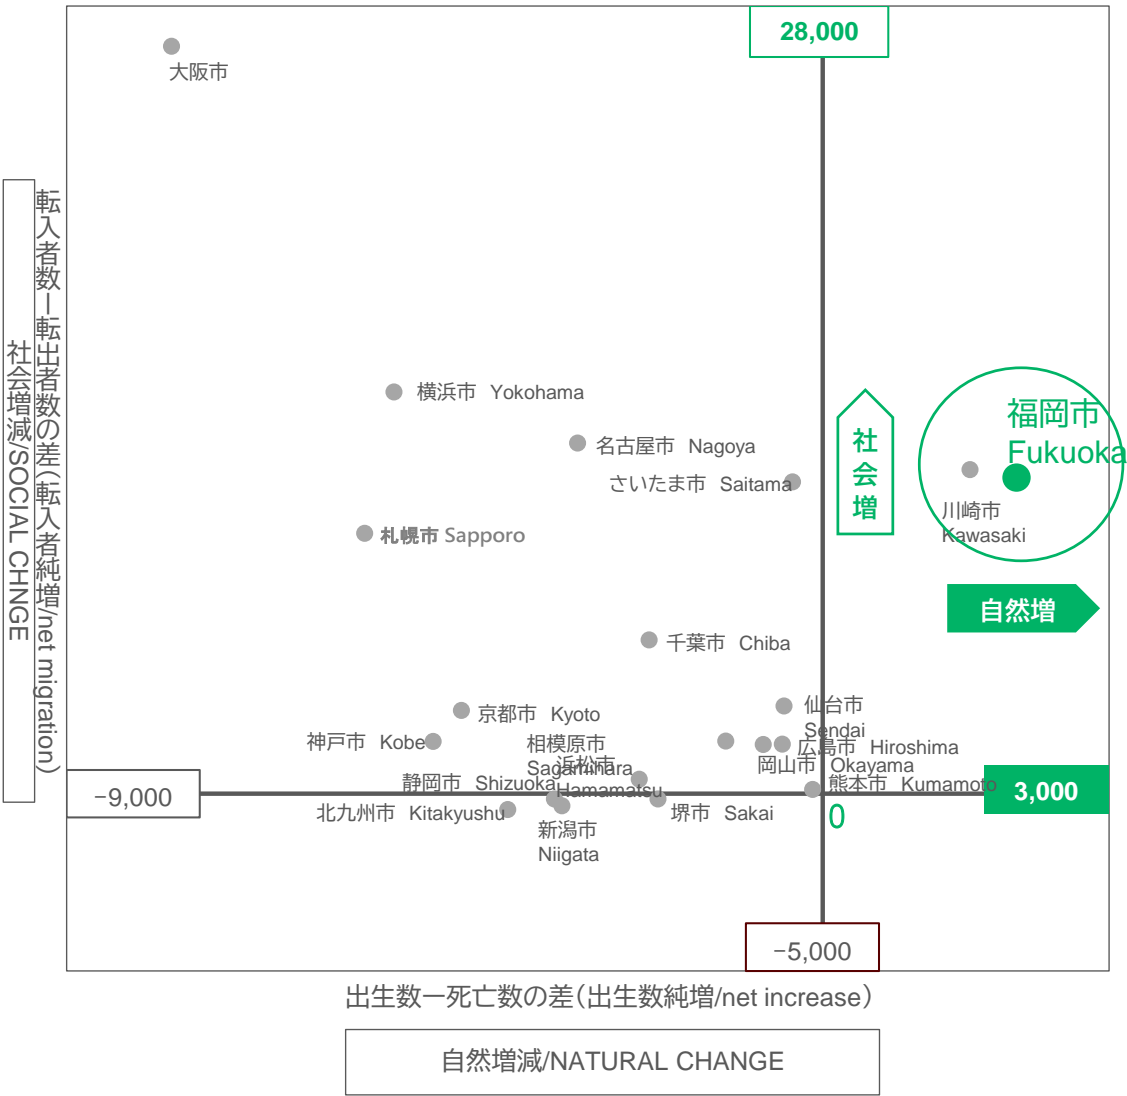 28,000
大阪市
転入者数ー転出者数の差(転入者純増/net migration)
社会増減/SOCIAL CHNGE
横浜市 Yokohama
名古屋市 Nagoya
さいたま市 Saitama
社会増
福岡市
Fukuoka
川崎市
Kawasaki
札幌市 Sapporo
自然増
千葉市 Chiba
京都市 Kyoto
仙台市
Sendai
神戸市 Kobe
相模原市
Sagamihara
広島市 Hiroshima
浜松市
Hamamatsu
岡山市 Okayama
静岡市 Shizuoka
熊本市 Kumamoto
−9,000
3,000
北九州市 Kitakyushu
堺市 Sakai
0
新潟市
Niigata
−5,000
出生数一死亡数の差(出生数純増/net increase)
自然増減/NATURAL CHANGE